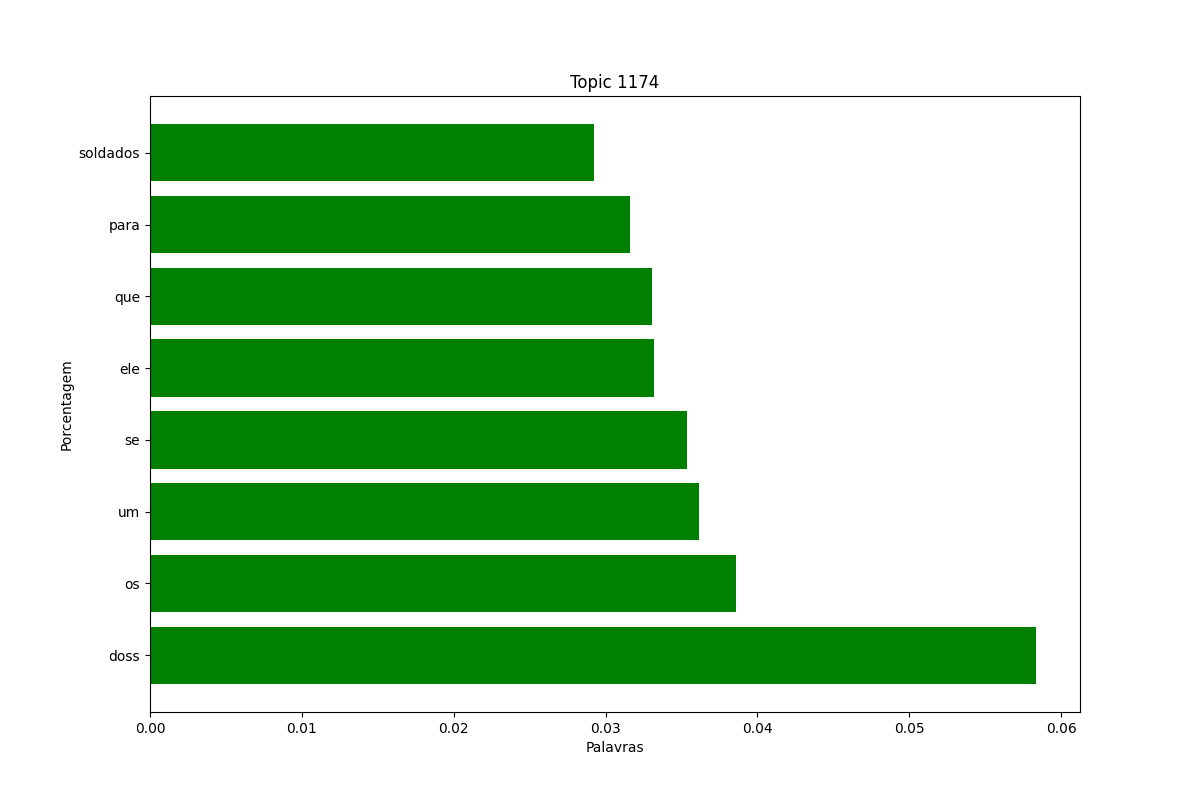 Topic 1174
soldados
para
que
ele
se
um
os
doss
Porcentagem
0.00 0.01 0.02 0.03 0.04 0.05 0.06
Palavras